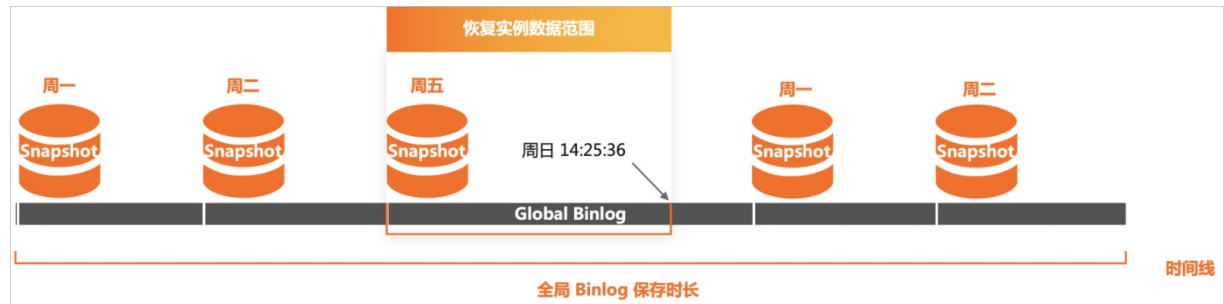 恢复实例数据范围
周一
周二
周五
周一
周二
Snapshot
Snapshot
Snapshot
周日 14:25:36
Snapshot
Snapshot
Global Binlog
时间线
全局 Binlog 保存时长